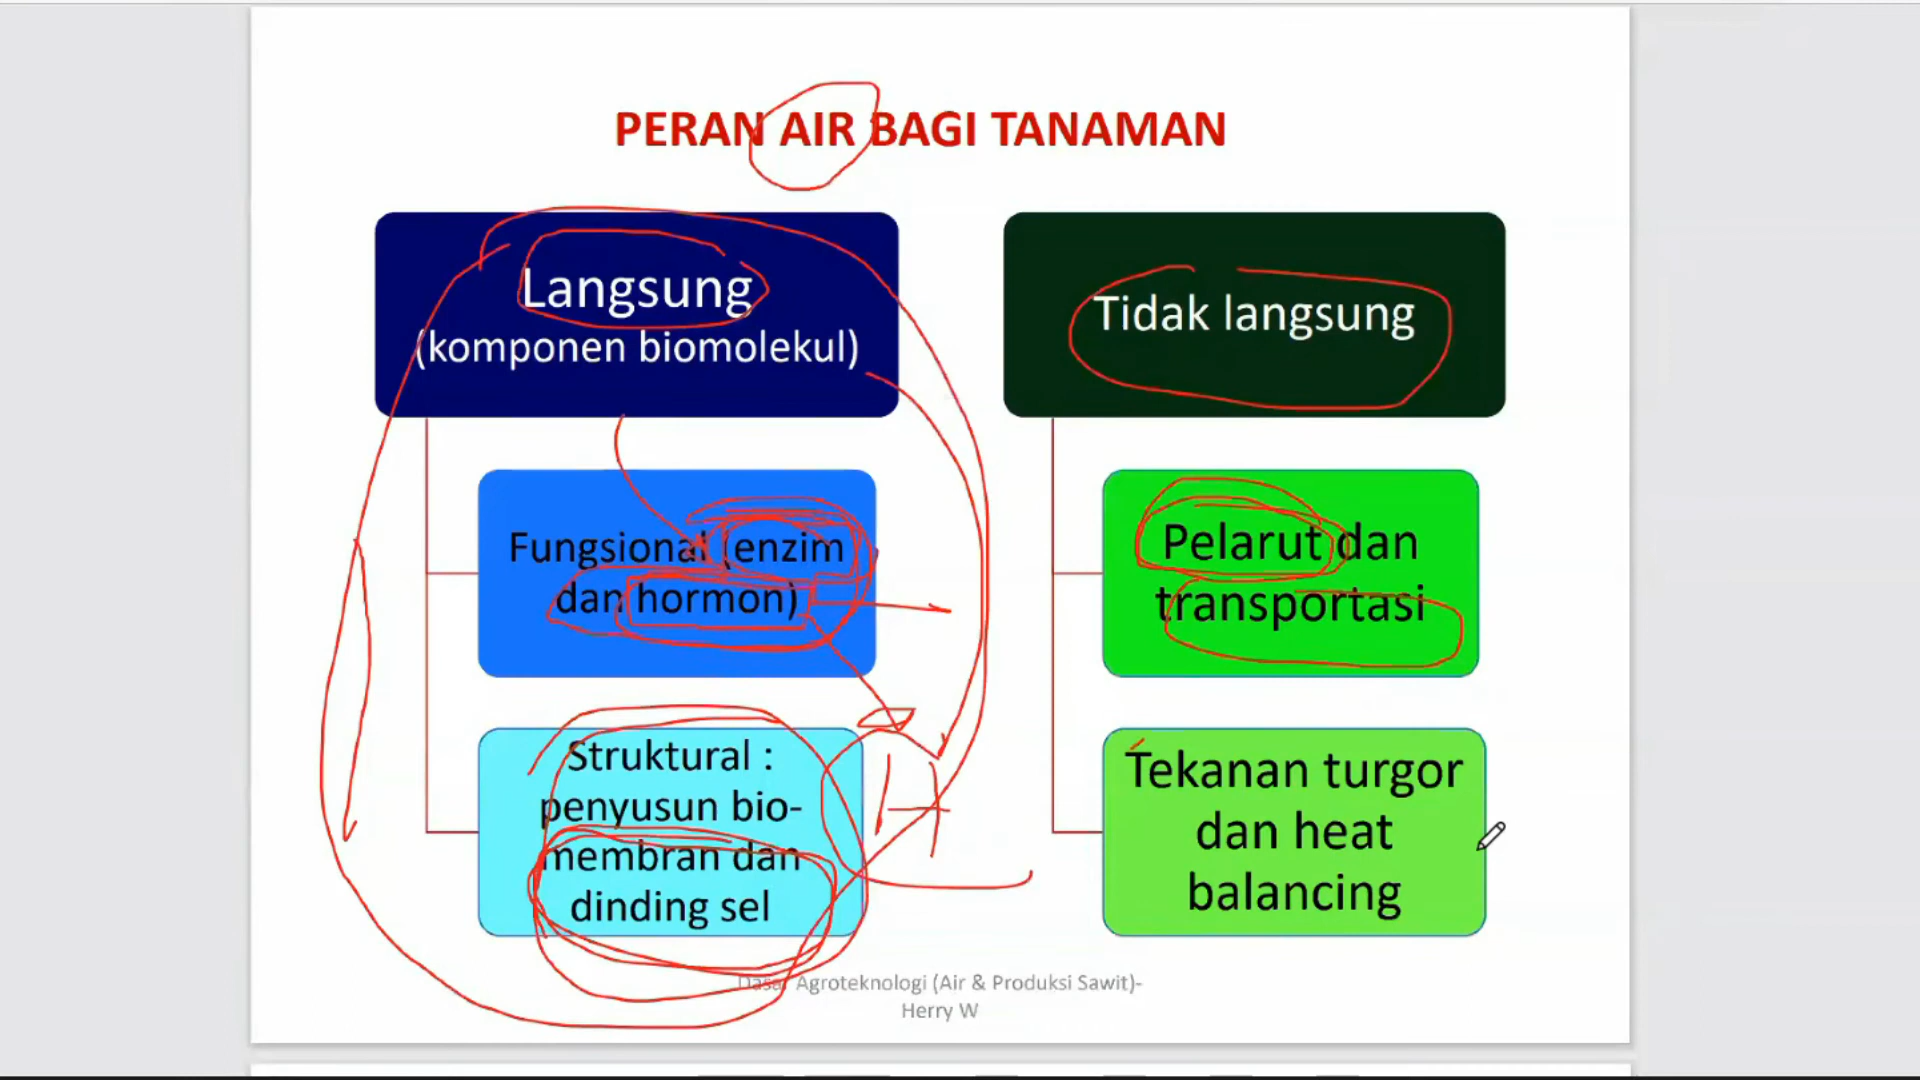 PERAN AIR BAGI TANAMAN
Langsung
(komponen biomolekul)
Fungsional (enzim
dan hormon)
Struktural :
penyusun bio-
membran dan
dinding sel
Tidak langsung
Pelarut dan
transportasi
Tekanan turgor
dan heat
balancing
Dasar Agroteknologi (Air & Produksi Sawit)-
Herry W